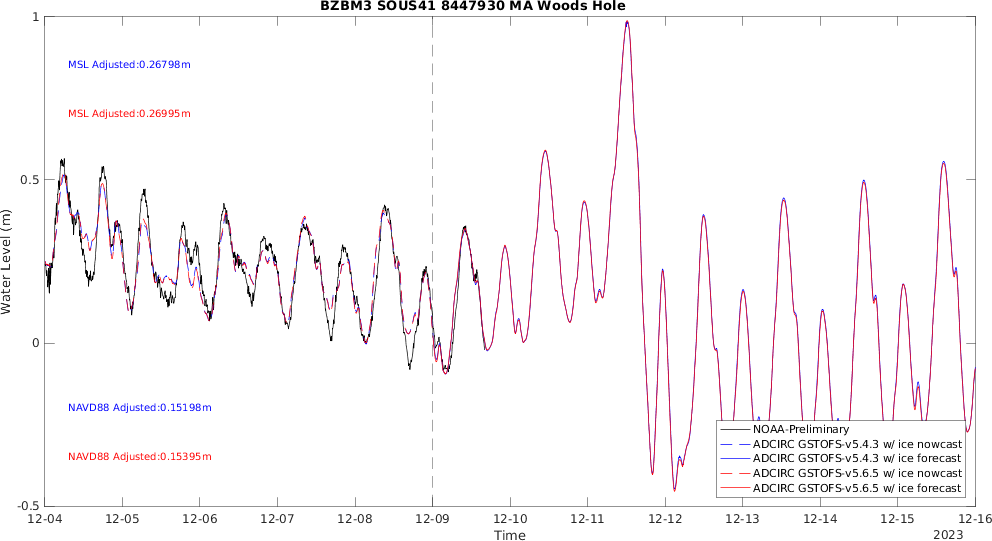 BZBM3 SOUS41 8447930 MA Woods Hole
1
MSL Adjusted:0.26798m
MSL Adjusted:0.26995m
0.5
Water Level (m)
0
NAVD88 Adjusted:0.15198m
NAVD88 Adjusted:0.15395m
NOAA-Preliminary
ADCIRC GSTOFS-v5.4.3 w/ ice nowcast
ADCIRC GSTOFS-v5.4.3 w/ ice forecast
ADCIRC GSTOFS-v5.6.5 w/ ice nowcast
ADCIRC GSTOFS-v5.6.5 w/ ice forecast
-0.5
12-04 12-05 12-06 12-07 12-08 12-09 12-10 12-11 12-12 12-13 12-14 12-15 12-16
Time
2023